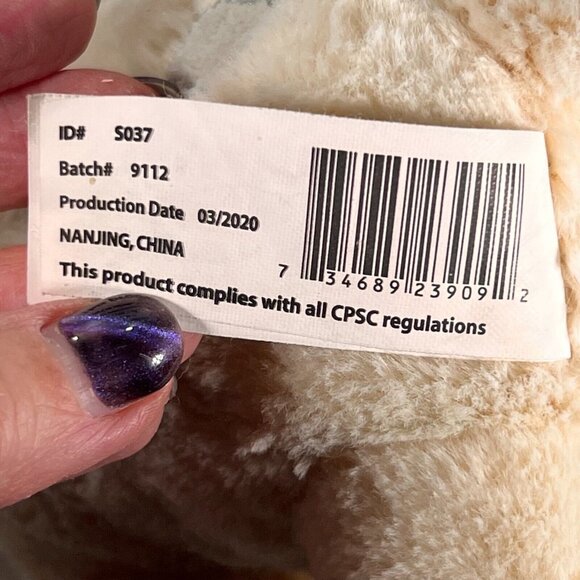 ID# S037
Batch# 9112
Production Date 03/2020
NANJING, CHINA
This product complies with all CPSC regulations
7 34689 23909 2